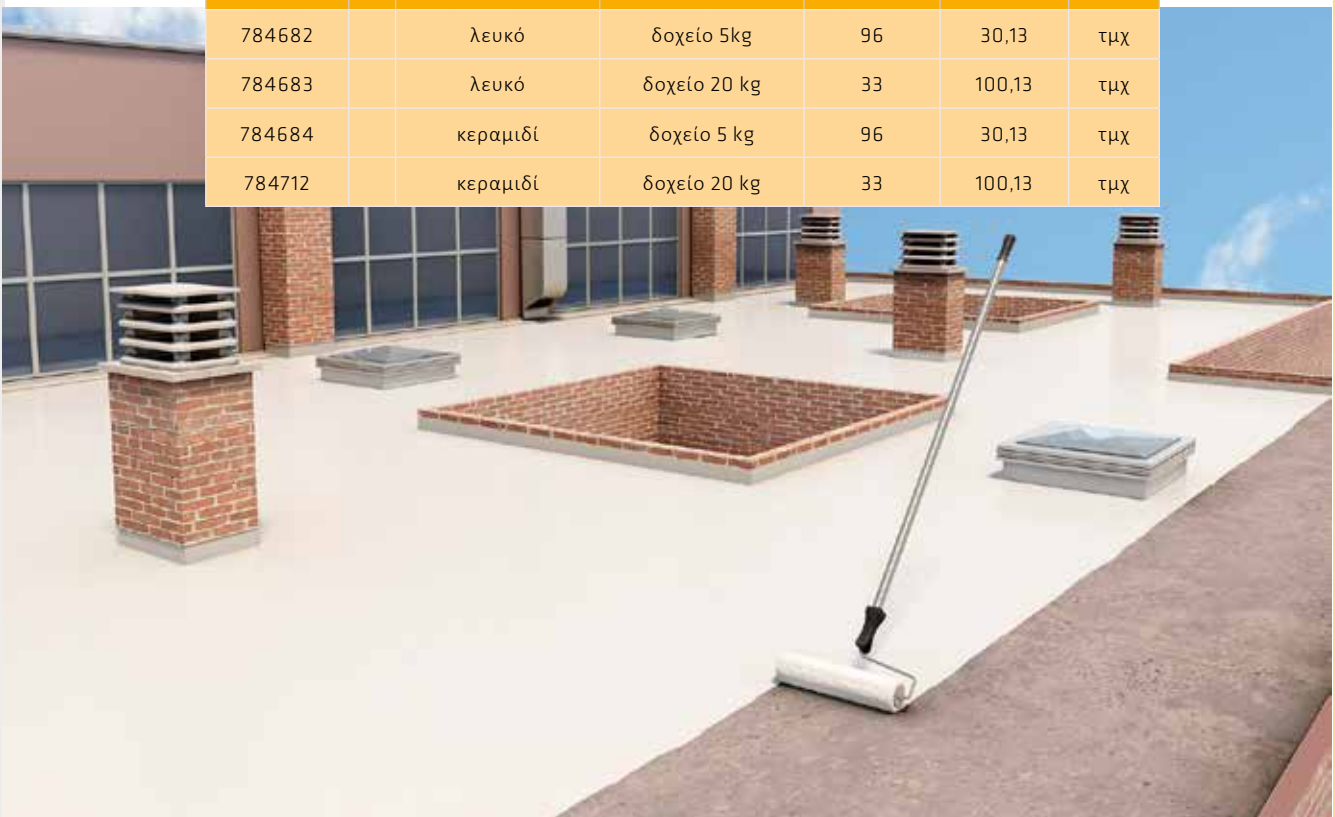 784682 λευκό δοχείο 5kg 96 30,13 τμχ
784683 λευκό δοχείο 20 kg 33 100,13 τμχ
784684 κεραμιδί δοχείο 5 kg 96 30,13 τμχ
784712 κεραμιδί δοχείο 20 kg 33 100,13 τμχ